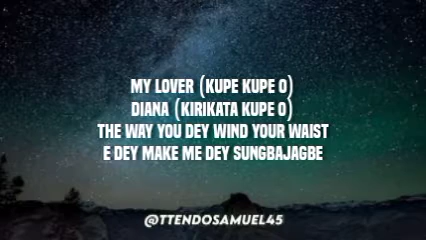 MY LOVER (KUPE KUPE O)
DIANA (KIRIKATA KUPE O)
THE WAY YOU DEY WIND YOUR WAIST
E DEY MAKE ME DEY SUNGBAJAGBE
@TTENDOSAMUEL45